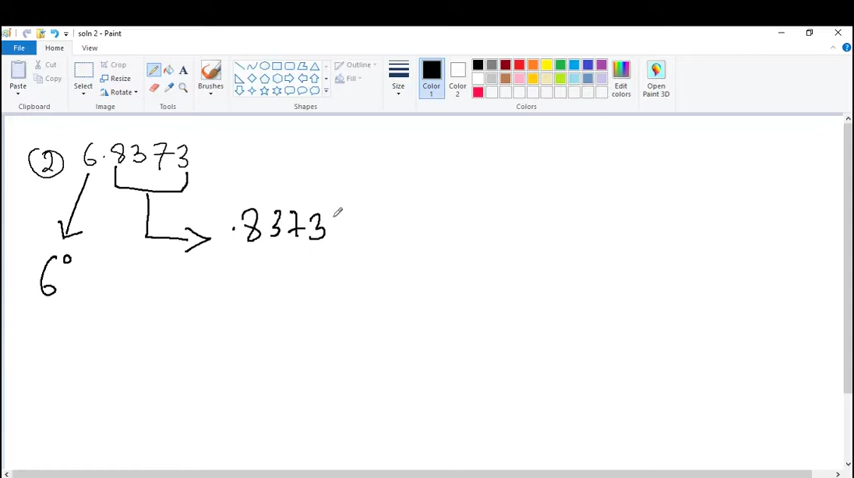 soln 2 - Paint
File Home View
Paste Cut Copy Clipboard
Select Crop Resize Rotate Image
A Tools
Brushes
Shapes Outline Fill
Size
Color 1 Color 2 Colors
Edit colors
Open Paint 3D
② 6.8373
.8373
6°